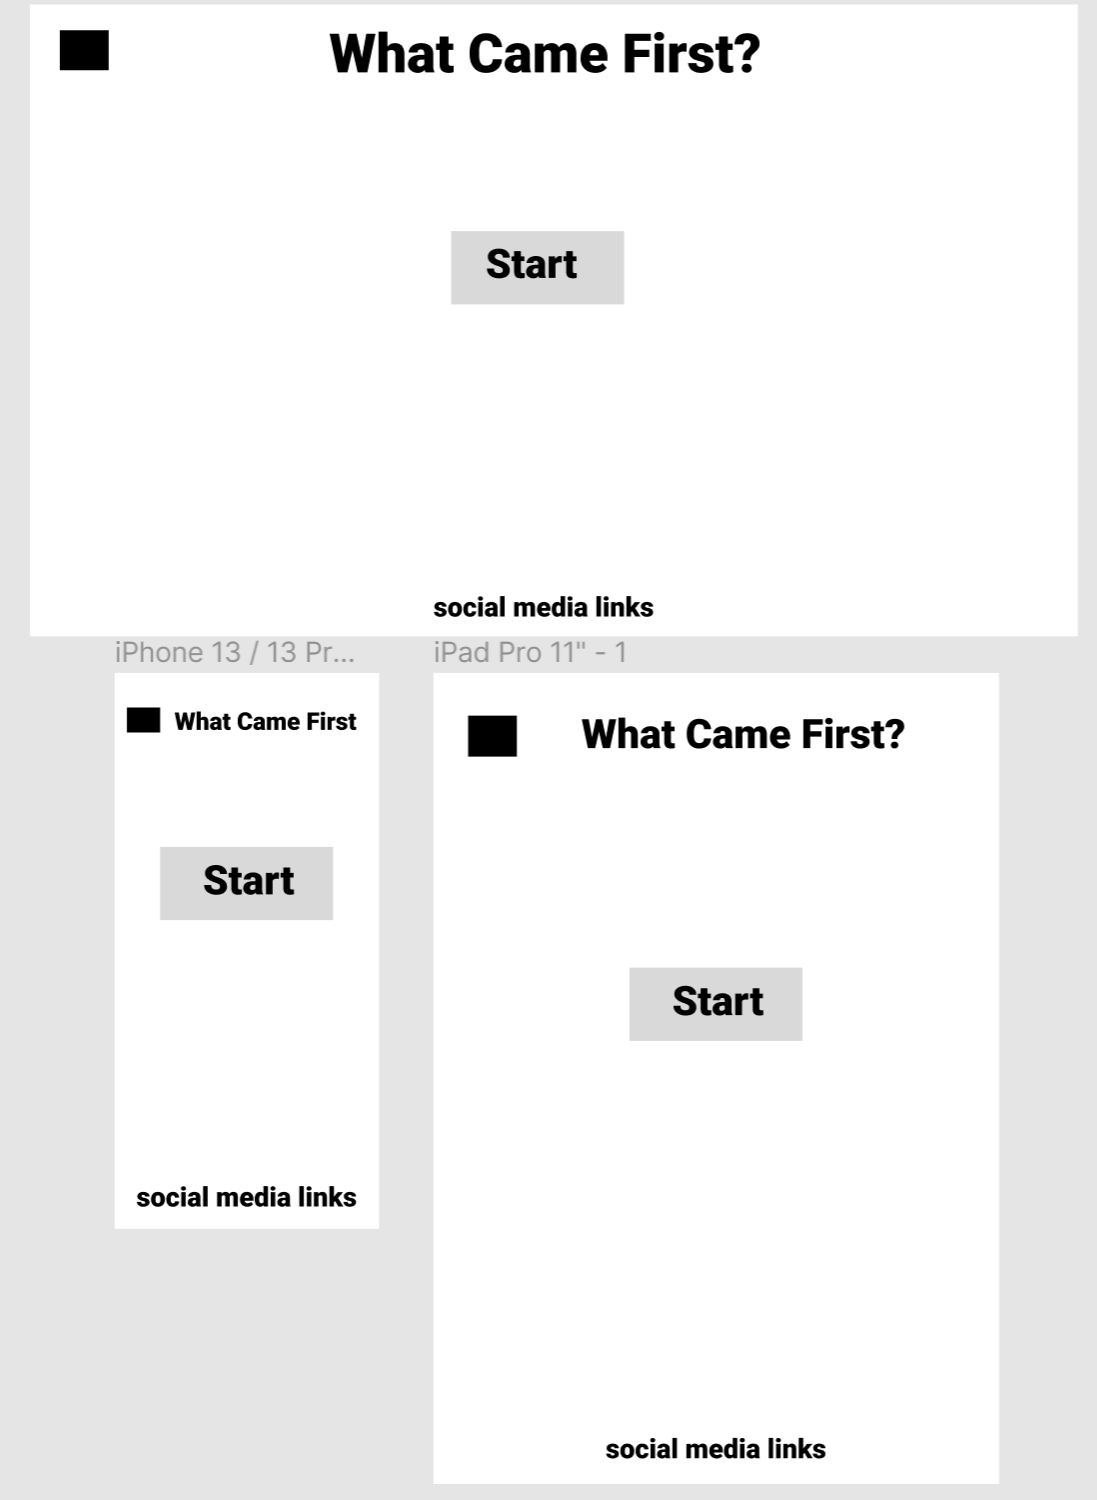 What Came First?
Start
social media links
iPhone 13 / 13 Pr...
What Came First
Start
social media links
iPad Pro 11" - 1
What Came First?
Start
social media links